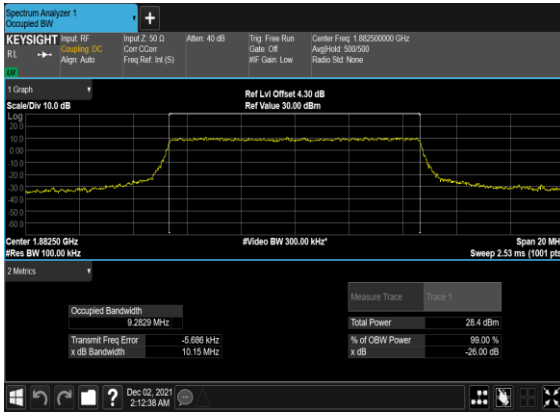 Spectrum Analyzer 1
Occupied BW
+
KEYSIGHT
RL
LW
Input: RF
Coupling: DC
Align: Auto
Input Z: 50 Ω
Corr CCorr
Freq Ref: Int (S)
Atten: 40 dB
Trig: Free Run
Gate: Off
#IF Gain: Low
Center Freq: 1.882500000 GHz
Avg|Hold: 500/500
Radio Std: None
1 Graph
Scale/Div 10.0 dB
Ref Lvl Offset 4.30 dB
Ref Value 30.00 dBm
Log
20.0
10.0
0.00
-10.0
-20.0
-30.0
-40.0
-50.0
-60.0
Center 1.88250 GHz
#Res BW 100.00 kHz
#Video BW 300.00 kHz*
Span 20 MH
Sweep 2.53 ms (1001 pts
2 Metrics
Measure Trace
Trace 1
Occupied Bandwidth
9.2829 MHz
Total Power
28.4 dBm
Transmit Freq Error
-5.686 kHz
% of OBW Power
99.00 %
x dB Bandwidth
10.15 MHz
x dB
-26.00 dB
?
Dec 02, 2021
2:12:38 AM